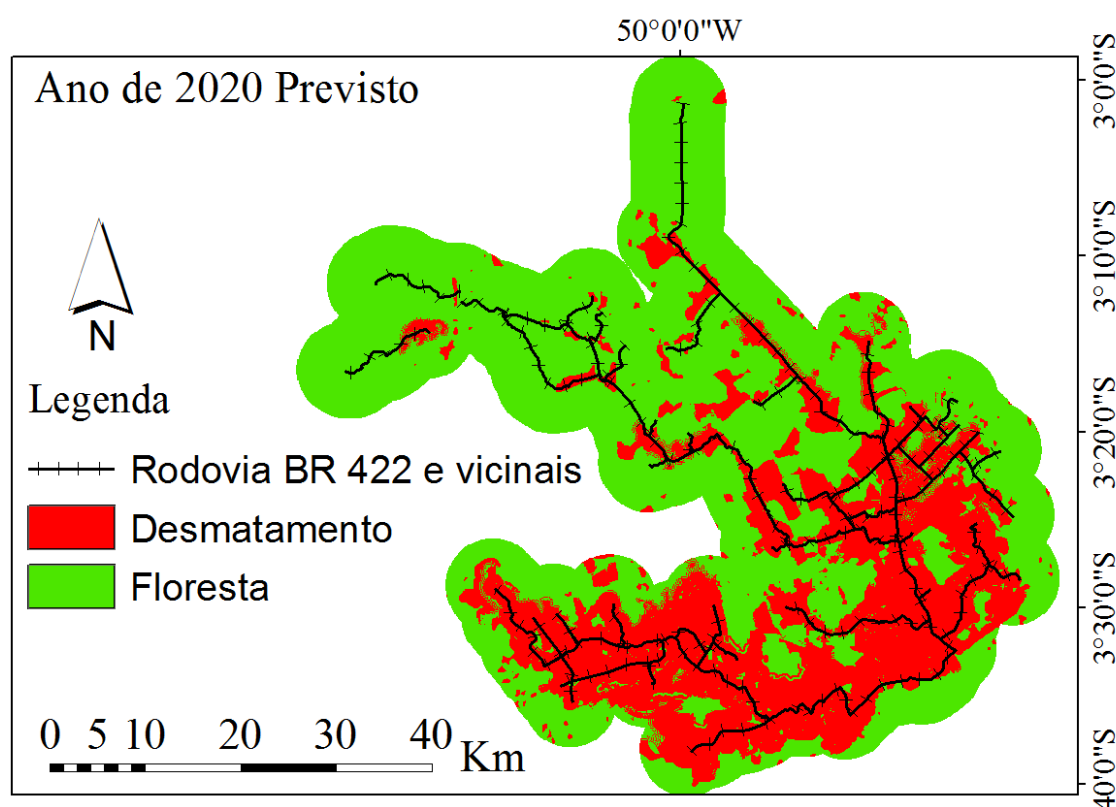 50°0'0"W
Ano de 2020 Previsto
3°0'0"S
N
3°10'0"S
Legenda
3°20'0"S
Rodovia BR 422 e vicinais
Desmatamento
Floresta
3°30'0"S
0 5 10 20 30 40 Km
40'0"S